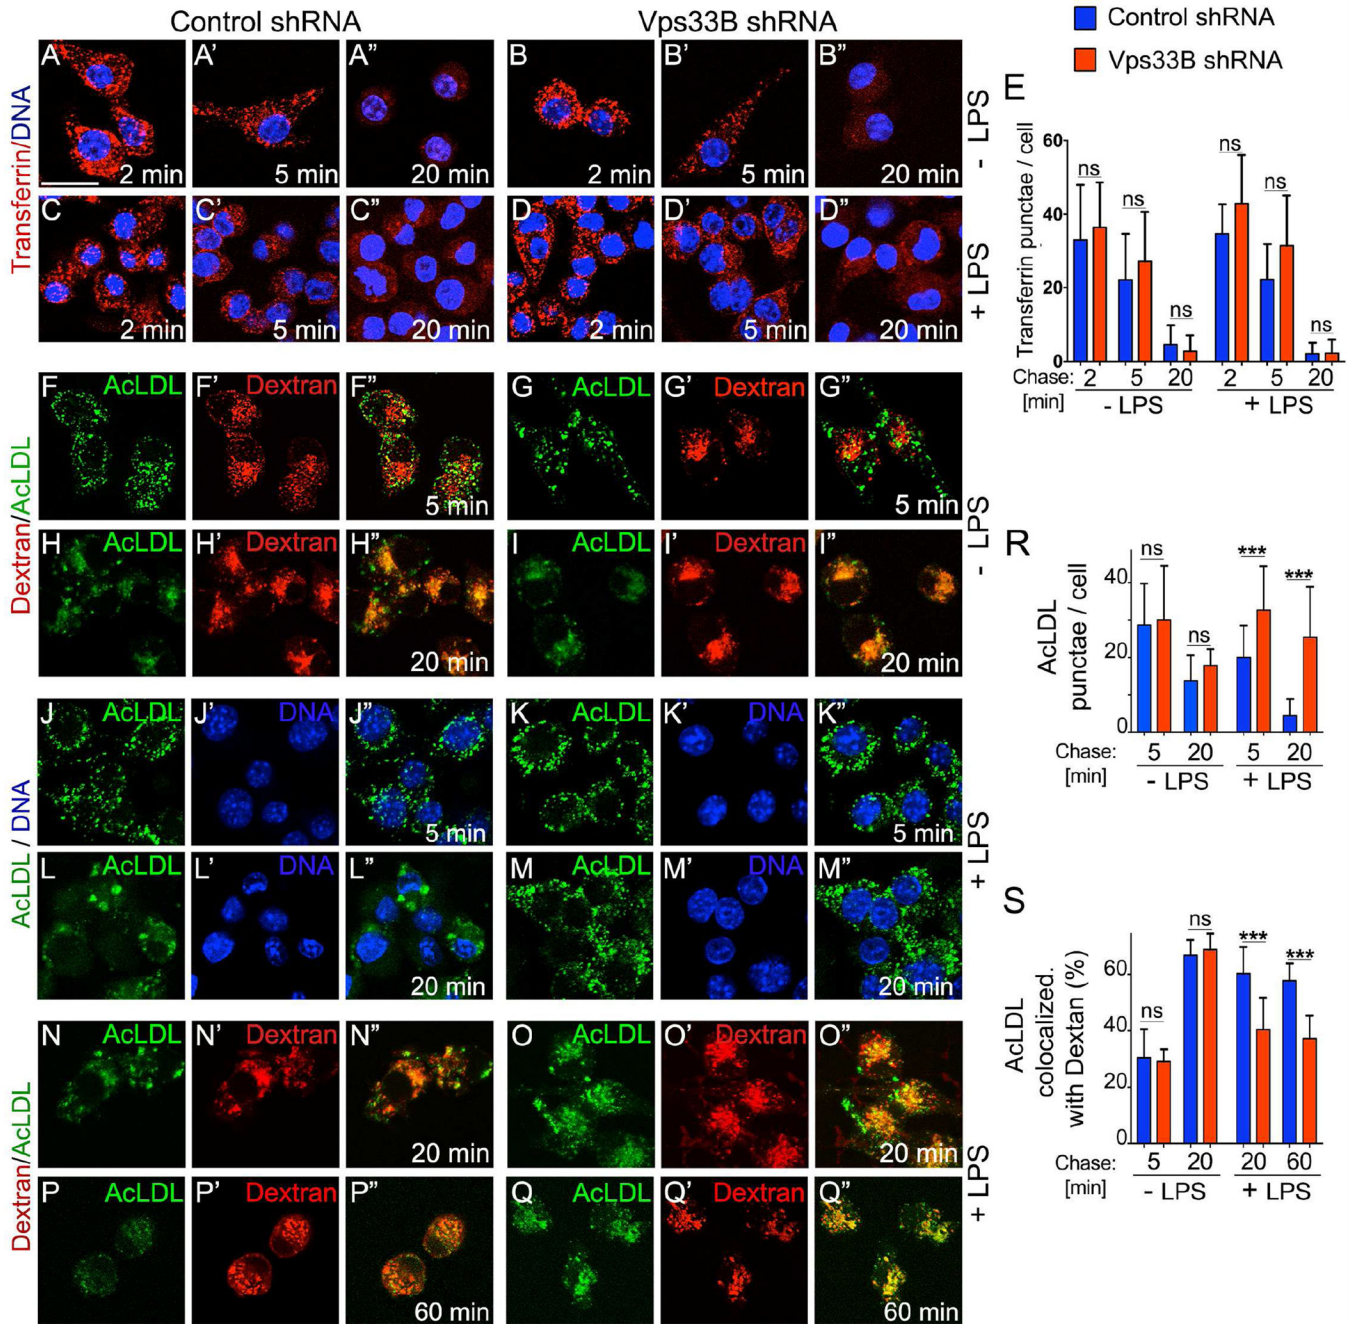 Control shRNA
Vps33B shRNA
Control shRNA
Vps33B shRNA
Transferrin/DNA
A
2 min
A'
5 min
A"
20 min
B
2 min
B'
5 min
B"
20 min
- LPS
C
2 min
C'
5 min
C"
20 min
D
2 min
D'
5 min
D"
20 min
+ LPS
E
Transferrin punctae / cell
60
40
20
0
ns
ns
ns
ns
ns
ns
Chase:
2
5
20
2
5
20
[min]
- LPS
+ LPS
Dextran/AcLDL
F
AcLDL
F'
Dextran
F"
5 min
G
AcLDL
G'
Dextran
G"
5 min
- LPS
H
AcLDL
H'
Dextran
H"
20 min
I
AcLDL
I'
Dextran
I"
20 min
R
AcLDL
punctae / cell
40
20
0
ns
ns
***
***
Chase:
5
20
5
20
[min]
- LPS
+ LPS
AcLDL / DNA
J
AcLDL
J'
DNA
J"
5 min
K
AcLDL
K'
DNA
K"
5 min
+ LPS
L
AcLDL
L'
DNA
L"
20 min
M
AcLDL
M'
DNA
M"
20 min
S
AcLDL
colocalized.
with Dextan (%)
60
40
20
0
ns
ns
***
***
Chase:
5
20
20
60
[min]
- LPS
+ LPS
Dextran/AcLDL
N
AcLDL
N'
Dextran
N"
20 min
O
AcLDL
O'
Dextran
O"
20 min
+ LPS
P
AcLDL
P'
Dextran
P"
60 min
Q
AcLDL
Q'
Dextran
Q"
60 min